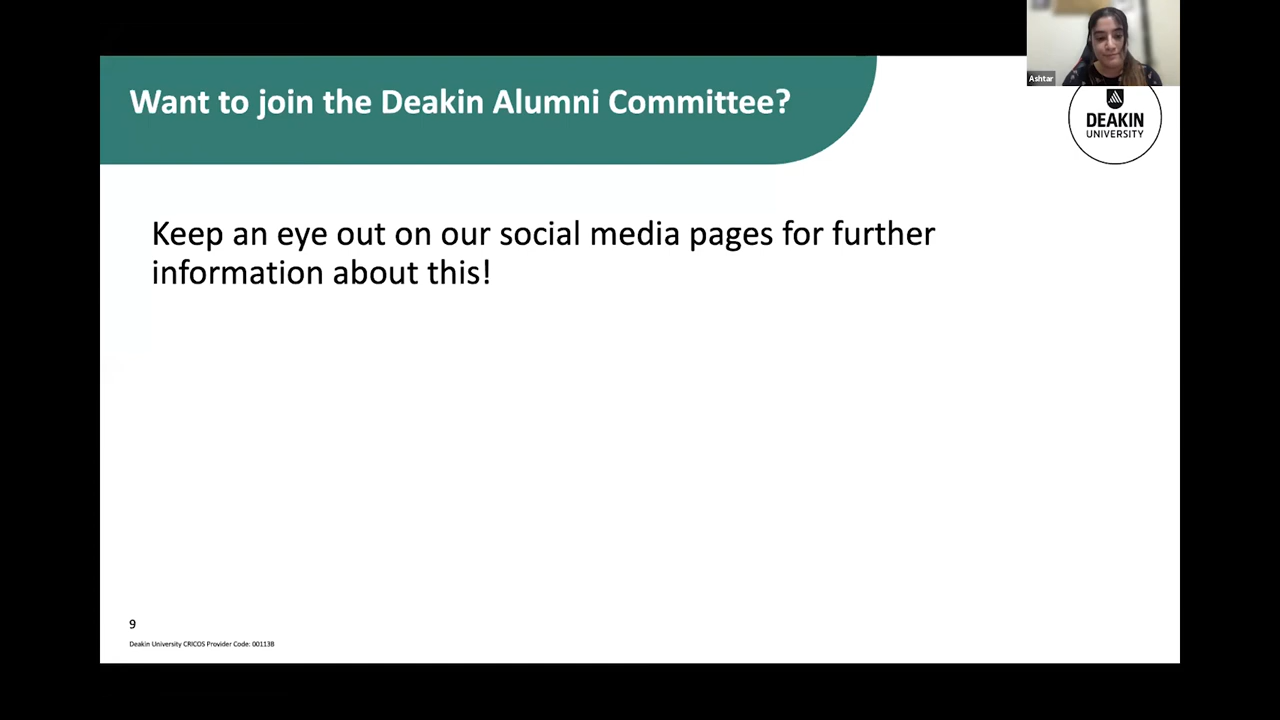 Want to join the Deakin Alumni Committee?
Ashtar
DEAKIN
UNIVERSITY
Keep an eye out on our social media pages for further
information about this!
9
Deakin University CRICOS Provider Code: 00113B